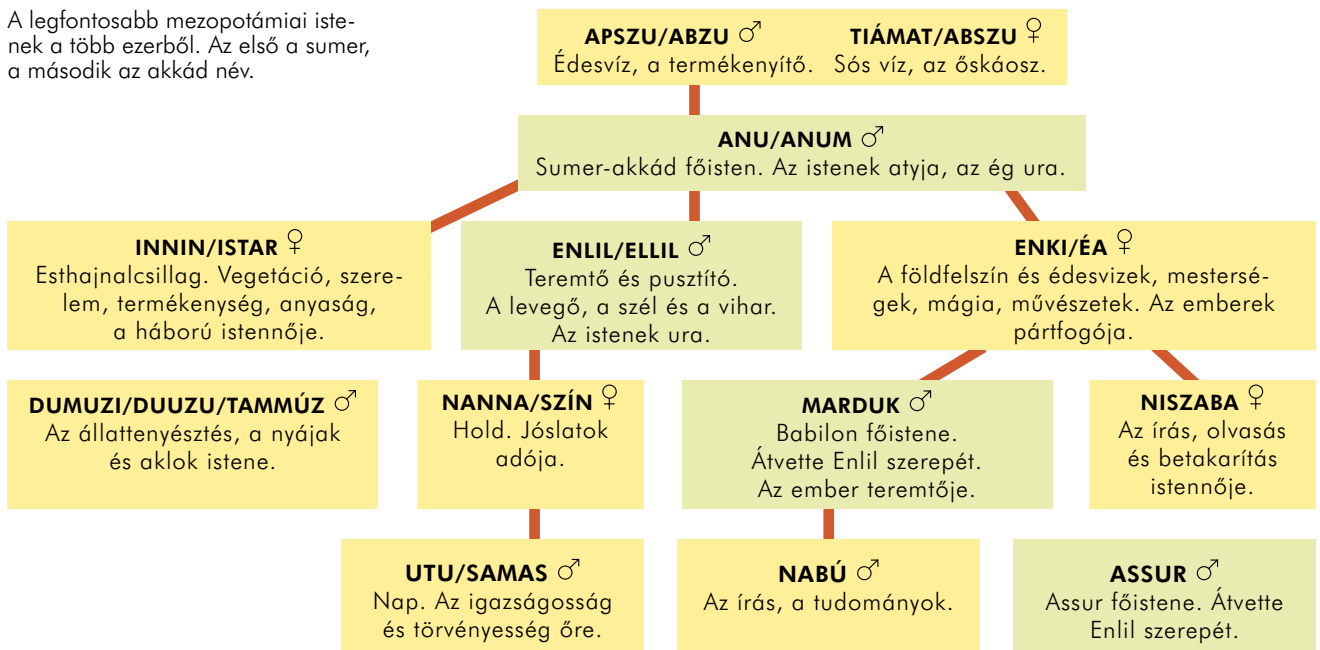 A legfontosabb mezopotámiai iste-
nek a több ezerből. Az első a sumer,
a második az akkád név.
APSZU/ABZU ♂
Édesvíz, a termékenyítő.
TIÁMAT/ABSZU ♀
Sós víz, az őskáosz.
ANU/ANUM ♂
Sumer-akkád főisten. Az istenek atyja, az ég ura.
INNIN/ISTAR ♀
Esthajnalcsillag. Vegetáció, szere-
lem, termékenység, anyaság,
a háború istennője.
ENLIL/ELLIL ♂
Teremtő és pusztító.
A levegő, a szél és a vihar.
Az istenek ura.
ENKI/ÉA ♀
A földfelszín és édesvizek, mestersé-
gek, mágia, művészetek. Az emberek
pártfogója.
DUMUZI/DUUZU/TAMMÚZ ♂
Az állattenyésztés, a nyájak
és aklok istene.
NANNA/SZÍN ♀
Hold. Jóslatok
adója.
MARDUK ♂
Babilon főistene.
Átvette Enlil szerepét.
Az ember teremtője.
NISZABA ♀
Az írás, olvasás
és betakarítás
istennője.
UTU/SAMAS ♂
Nap. Az igazságosság
és törvényesség őre.
NABÚ ♂
Az írás, a tudományok.
ASSUR ♂
Assur főistene. Átvette
Enlil szerepét.